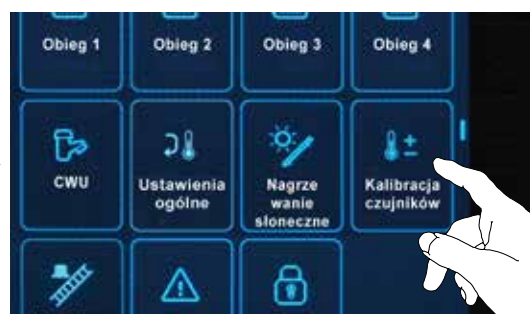 Obieg 1
Obieg 2
Obieg 3
Obieg 4
CWU
Ustawienia
ogólne
Nagrze
wanie
słoneczne
Kalibracja
czujników